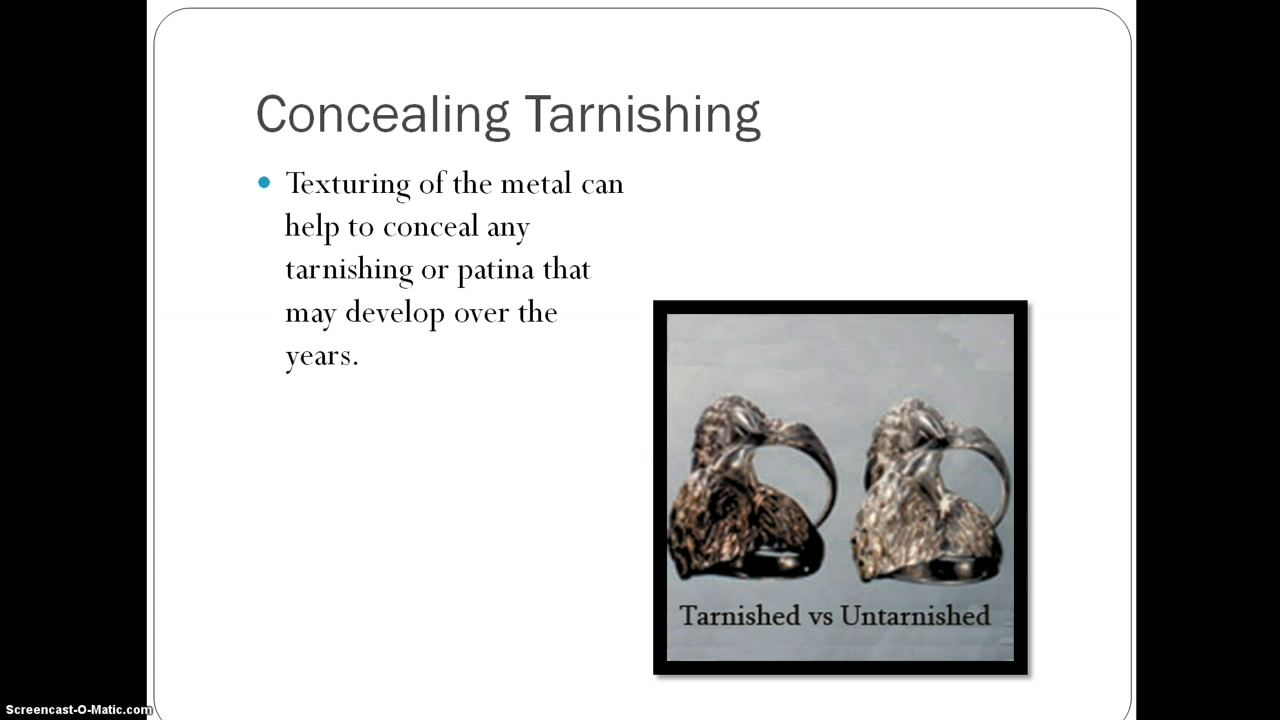 Concealing Tarnishing
Texturing of the metal can
help to conceal any
tarnishing or patina that
may develop over the
years.
Tarnished vs Untarnished
Screencast-O-Matic.com